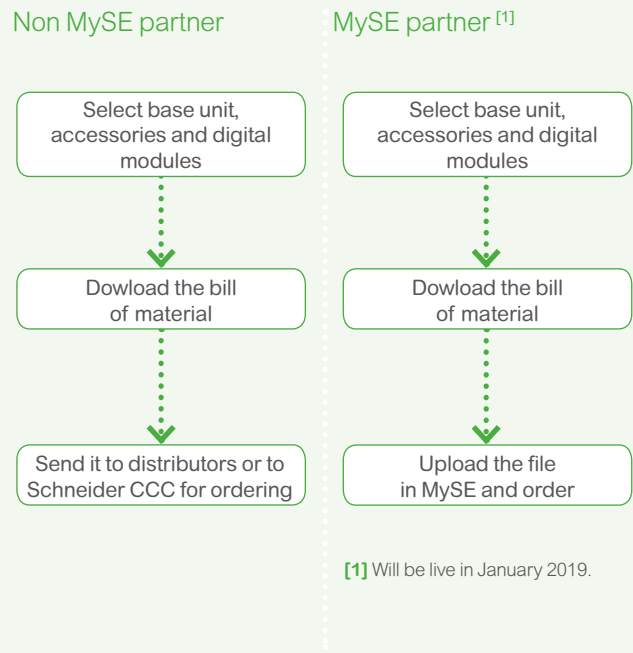 Non MySE partner
Select base unit,
accessories and digital
modules
Dowload the bill
of material
Send it to distributors or to
Schneider CCC for ordering
MySE partner [1]
Select base unit,
accessories and digital
modules
Dowload the bill
of material
Upload the file
in MySE and order
[1] Will be live in January 2019.